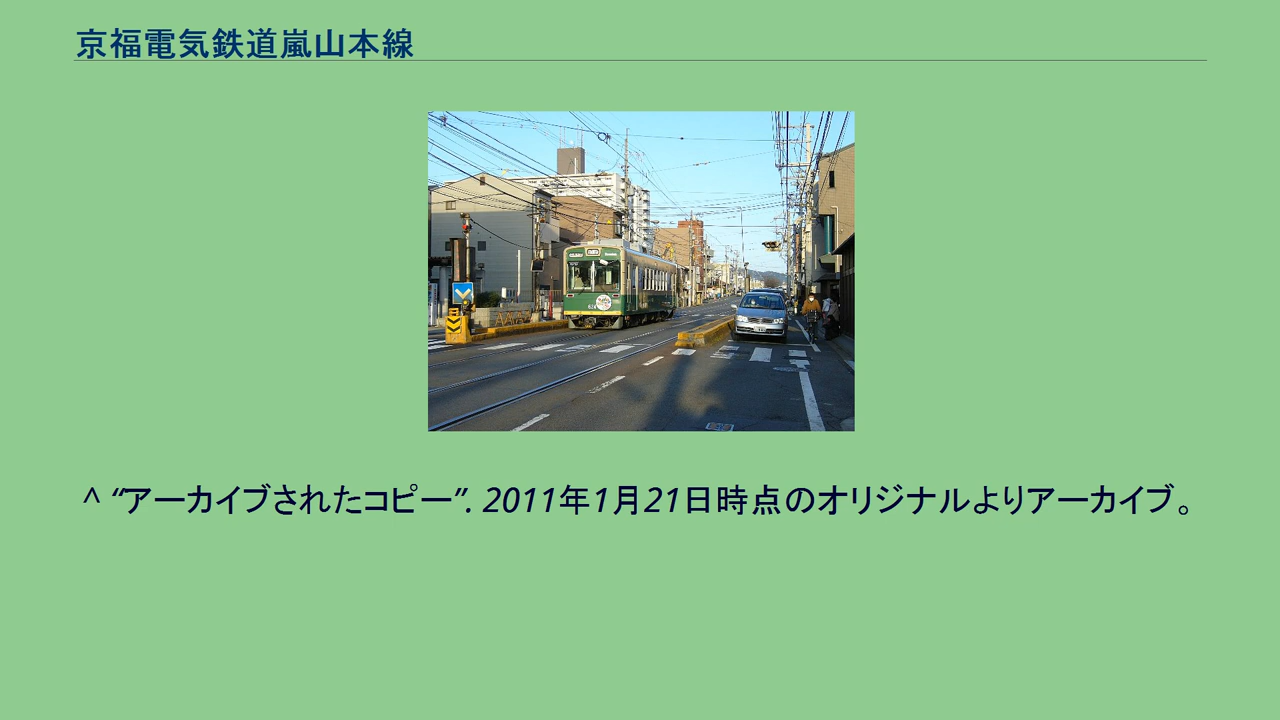 京福電気鉄道嵐山本線
^ “アーカイブされたコピー”. 2011年1月21日時点のオリジナルよりアーカイブ。